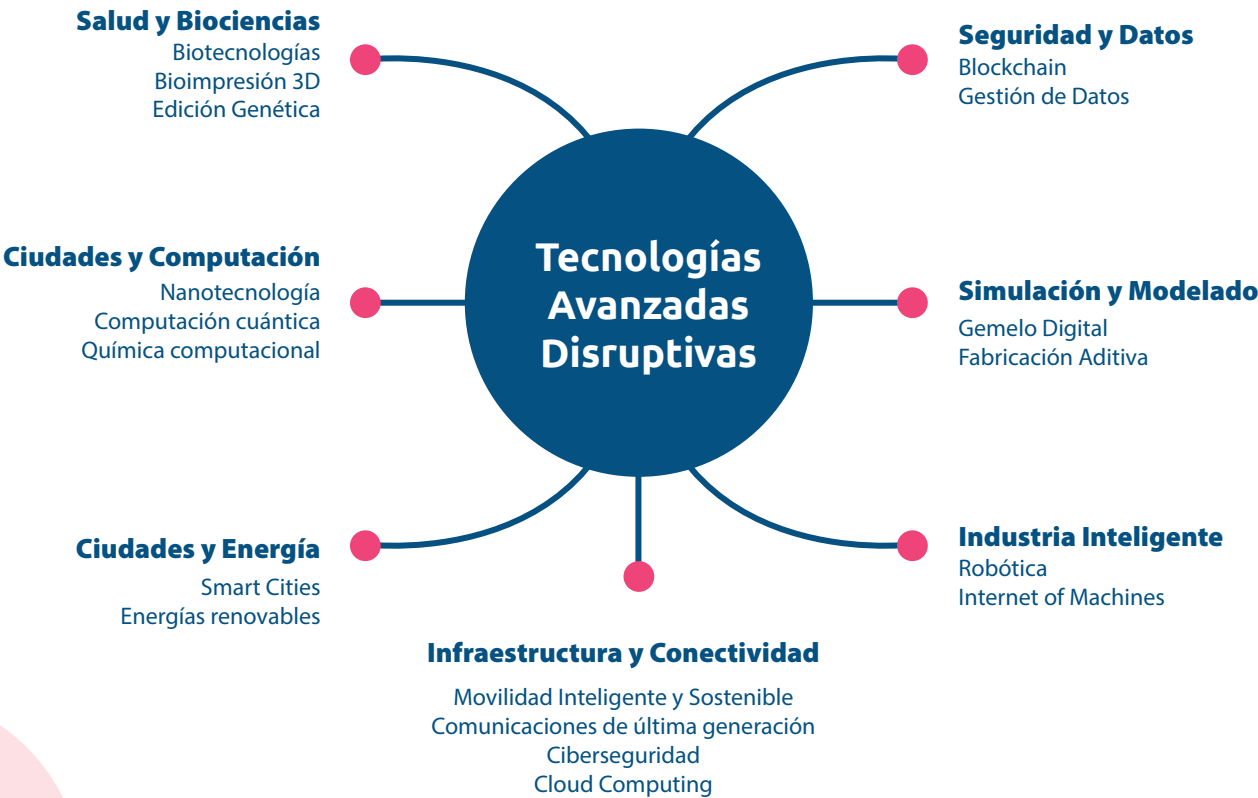 Salud y Biociencias
Biotecnologías
Bioimpresión 3D
Edición Genética
Seguridad y Datos
Blockchain
Gestión de Datos
Tecnologías
Avanzadas
Disruptivas
Ciudades y Computación
Nanotecnología
Computación cuántica
Química computacional
Simulación y Modelado
Gemelo Digital
Fabricación Aditiva
Ciudades y Energía
Smart Cities
Energías renovables
Industria Inteligente
Robótica
Internet of Machines
Infraestructura y Conectividad
Movilidad Inteligente y Sostenible
Comunicaciones de última generación
Ciberseguridad
Cloud Computing